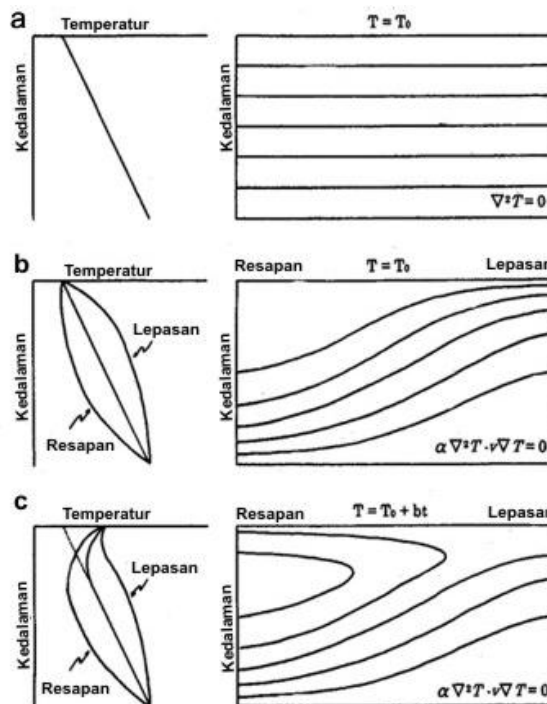 a
Temperatur
T = T₀
Kedalaman
Kedalaman
∇²T = 0
b
Temperatur
Resapan
T = T₀
Lepasan
Kedalaman
Lepasan
Resapan
Kedalaman
α∇²T·v∇T = 0
c
Temperatur
Resapan
T = T₀ + bt
Lepasan
Kedalaman
Lepasan
Resapan
Kedalaman
α∇²T·v∇T = 0